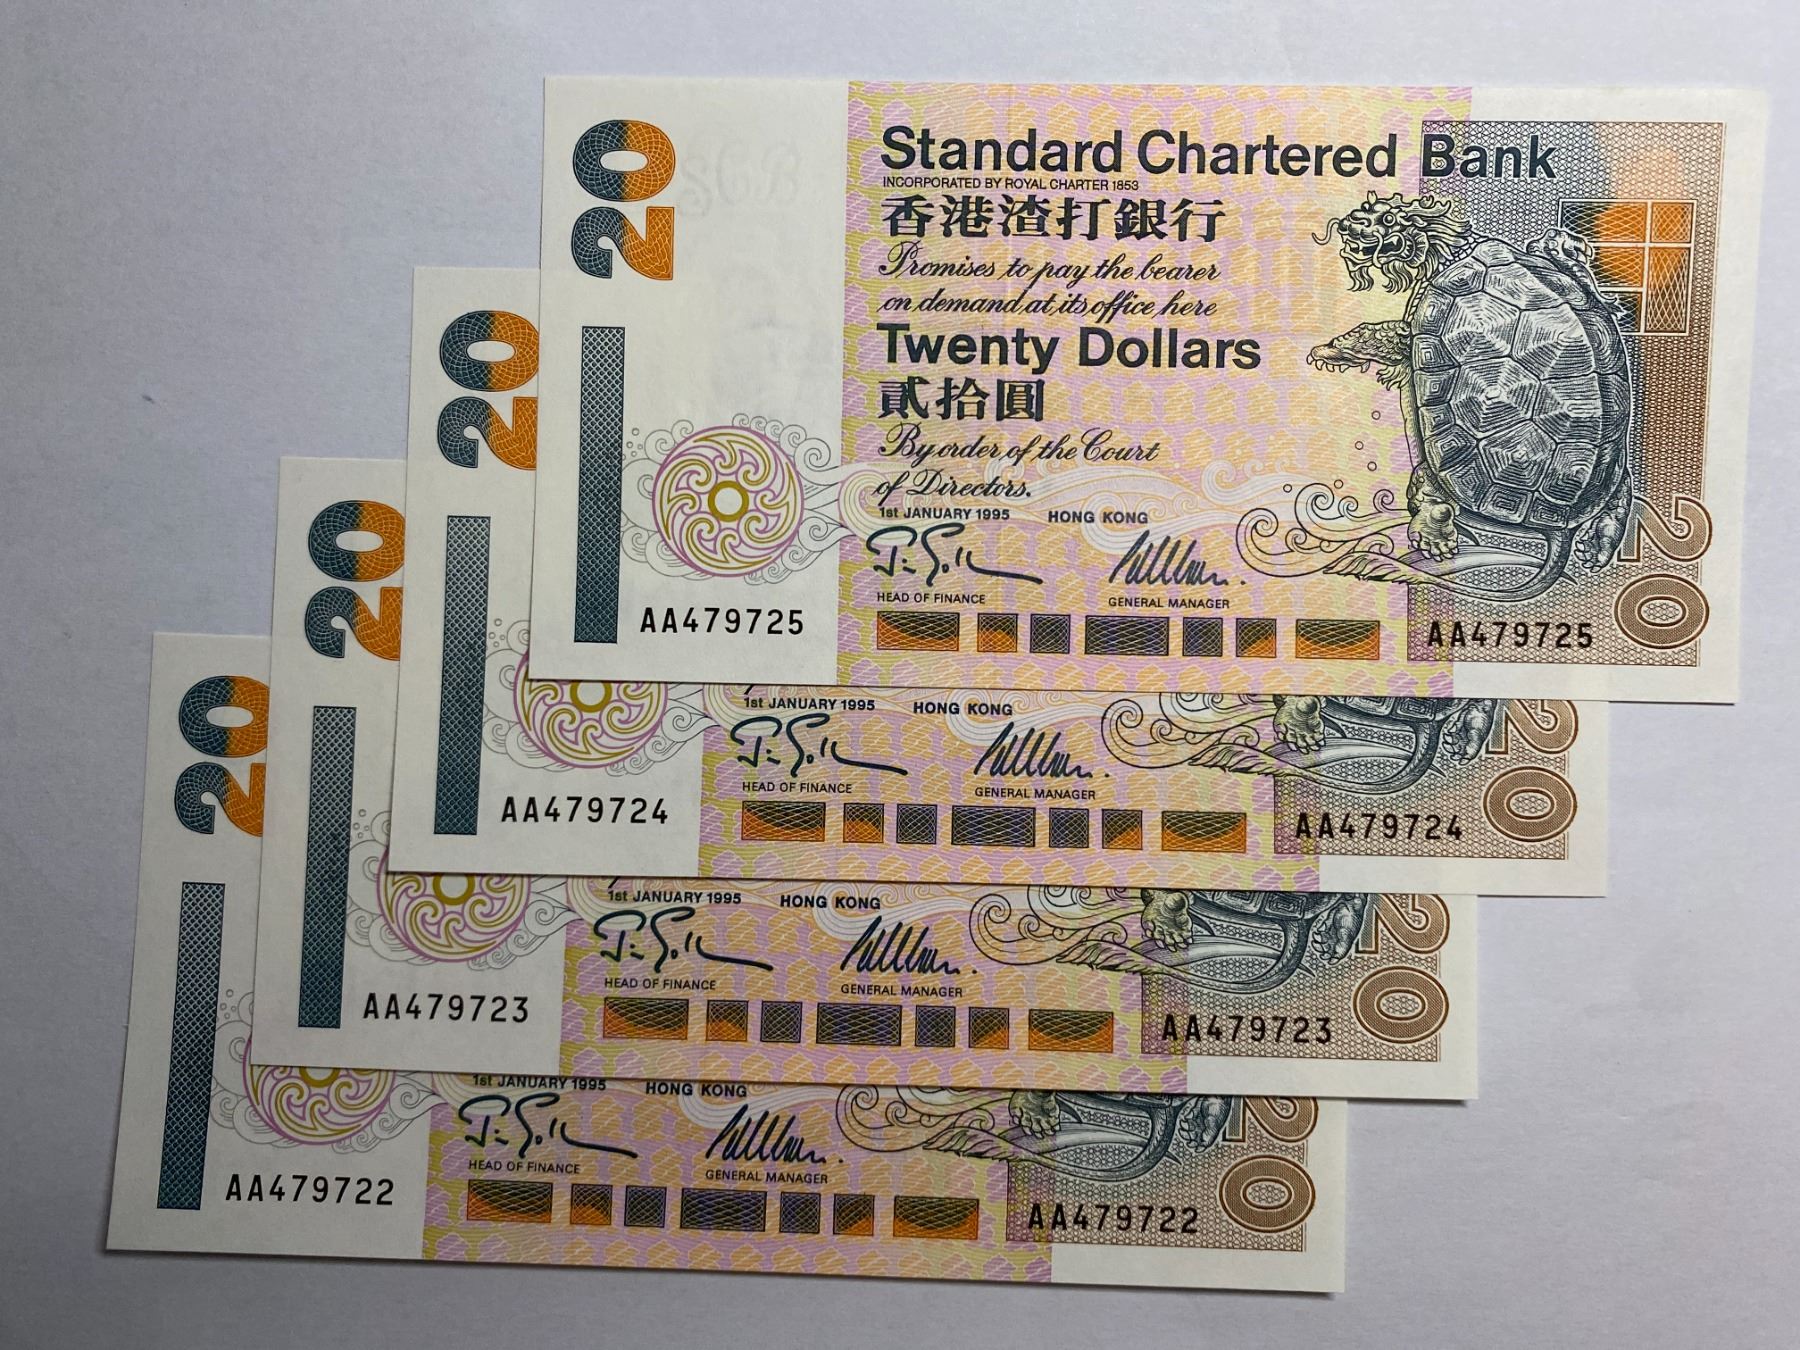 20
Standard Chartered Bank
INCORPORATED BY ROYAL CHARTER 1853
香港渣打銀行
Promises to pay the bearer
on demand at its office here
Twenty Dollars
貳拾圓
By order of the Court
of Directors.
1st JANUARY 1995 HONG KONG
HEAD OF FINANCE GENERAL MANAGER
AA479725 AA479725
20
20
1st JANUARY 1995 HONG KONG
HEAD OF FINANCE GENERAL MANAGER
AA479724 AA479724
20
20
1st JANUARY 1995 HONG KONG
HEAD OF FINANCE GENERAL MANAGER
AA479723 AA479723
20
20
1st JANUARY 1995 HONG KONG
HEAD OF FINANCE GENERAL MANAGER
AA479722 AA479722
20